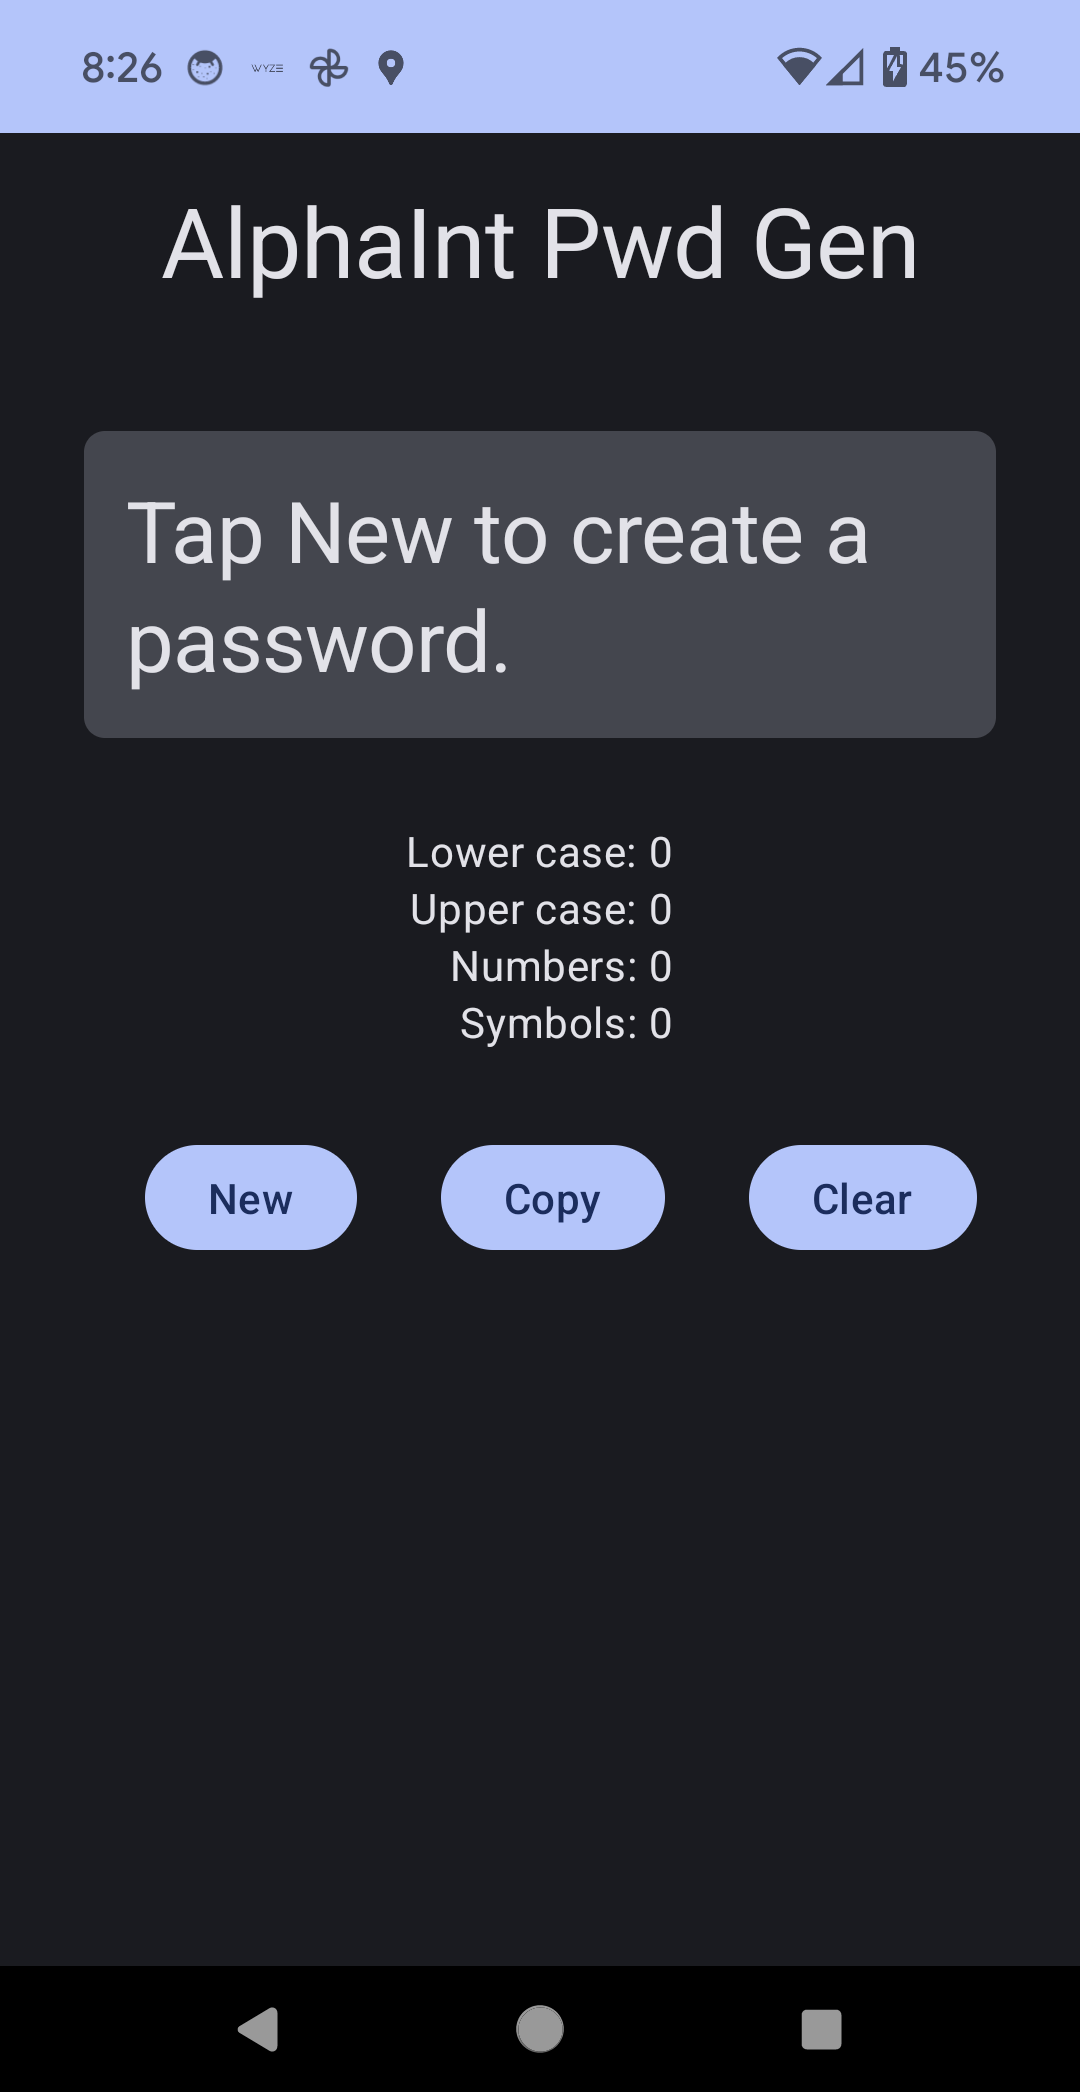 8:26 WYZE 45%
AlphaInt Pwd Gen
Tap New to create a
password.
Lower case: 0
Upper case: 0
Numbers: 0
Symbols: 0
New Copy Clear